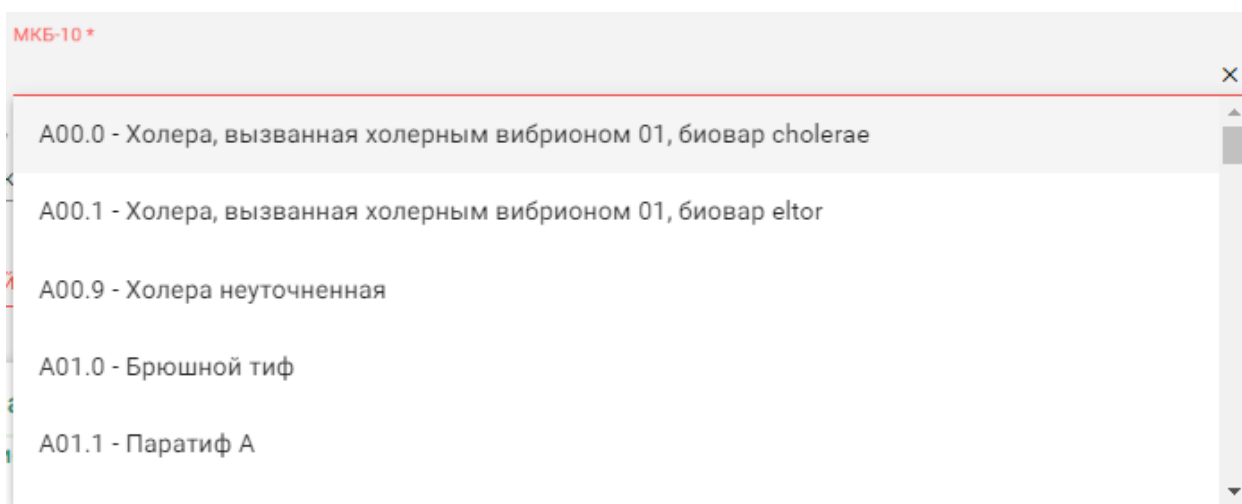 МКБ-10 *
A00.0 - Холера, вызванная холерным вибрионом 01, биовар cholerae
A00.1 - Холера, вызванная холерным вибрионом 01, биовар eltor
A00.9 - Холера неуточненная
A01.0 - Брюшной тиф
A01.1 - Паратиф A